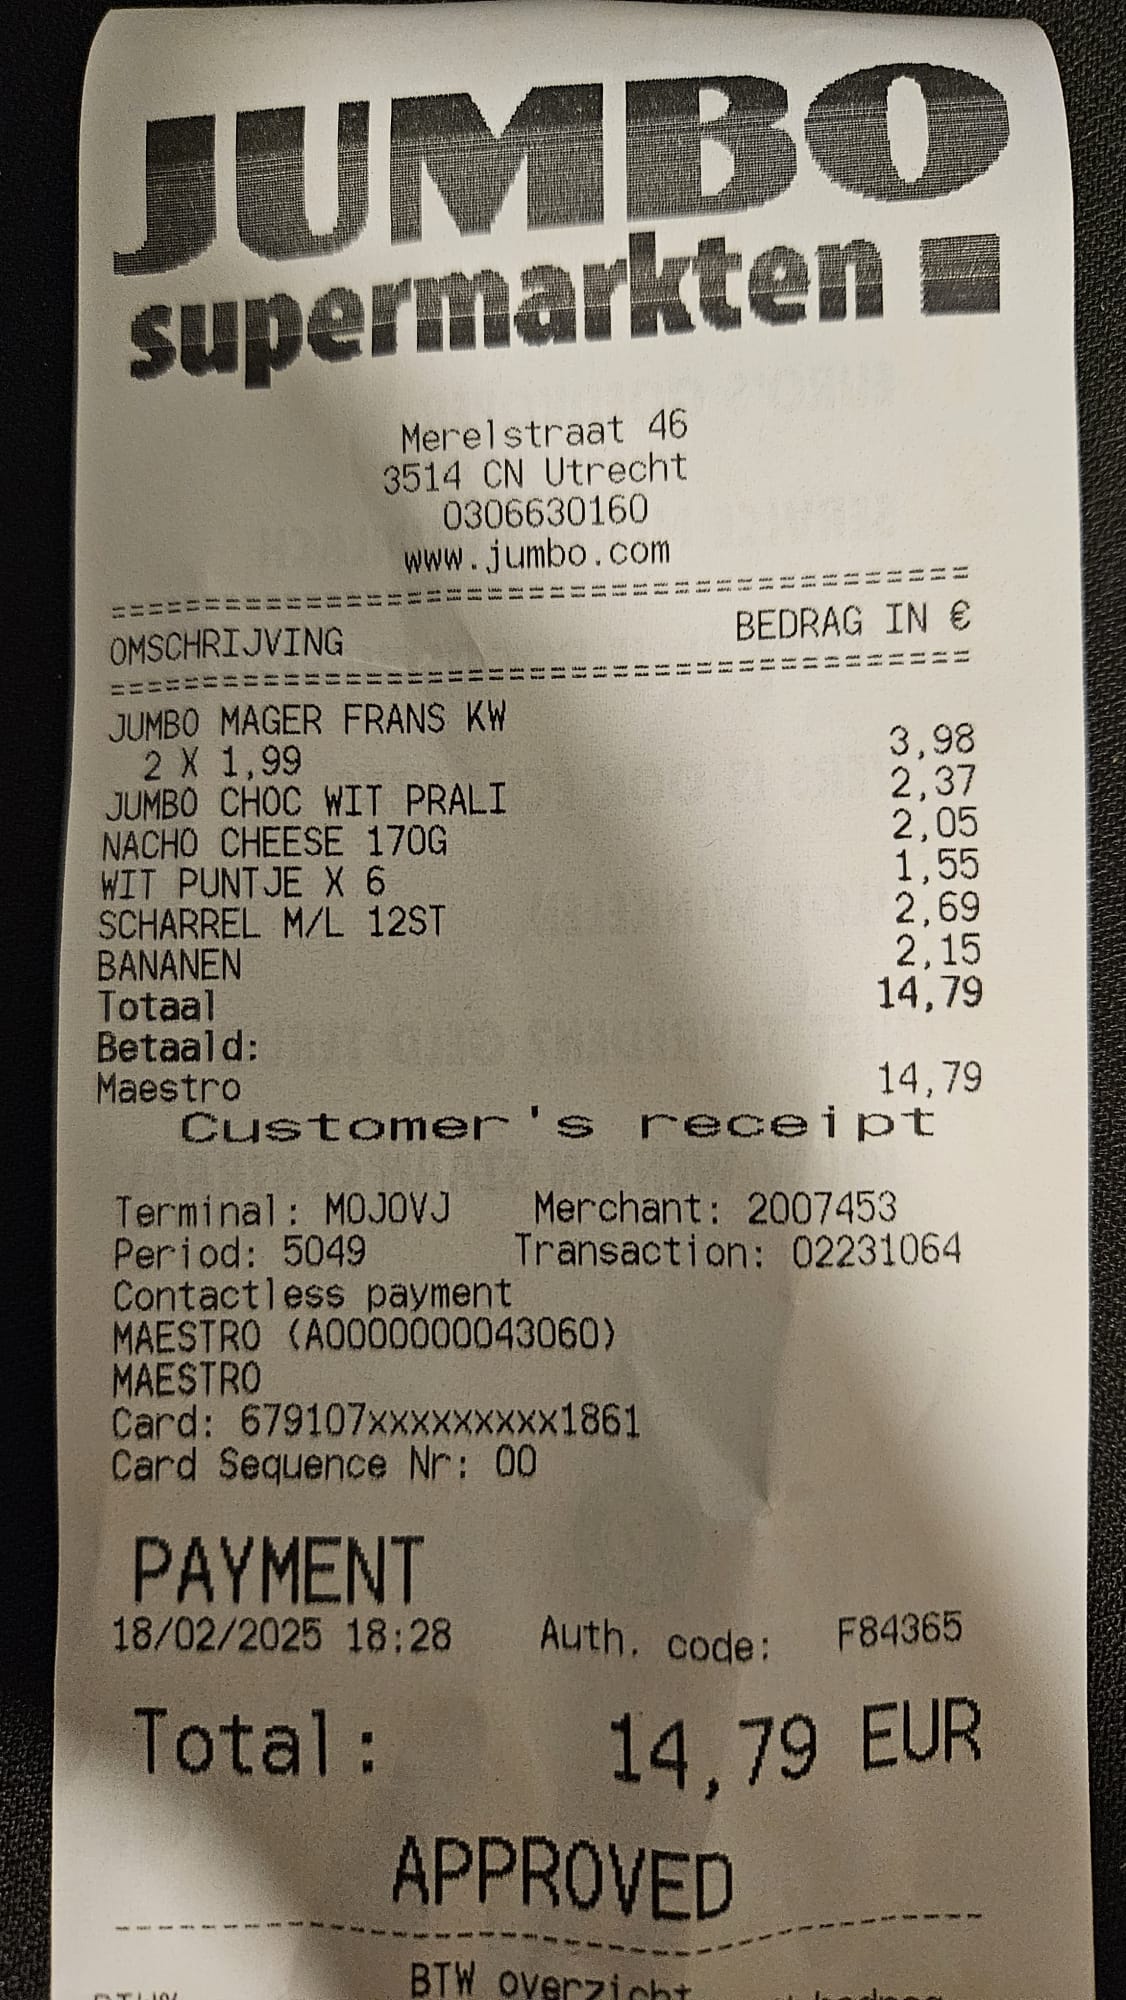 JUMBO
supermarkten
Merelstraat 46
3514 CN Utrecht
0306630160
www.jumbo.com
======================================
OMSCHRIJVING BEDRAG IN €
======================================
JUMBO MAGER FRANS KW
2 X 1,99 3,98
JUMBO CHOC WIT PRALI 2,37
NACHO CHEESE 170G 2,05
WIT PUNTJE X 6 1,55
SCHARREL M/L 12ST 2,69
BANANEN 2,15
Totaal 14,79
Betaald:
Maestro 14,79
Customer's receipt
Terminal: MOJOVJ Merchant: 2007453
Period: 5049 Transaction: 02231064
Contactless payment
MAESTRO (A0000000043060)
MAESTRO
Card: 679107xxxxxxxxx1861
Card Sequence Nr: 00
PAYMENT
18/02/2025 18:28 Auth. code: F84365
Total: 14,79 EUR
APPROVED
BTW overzicht